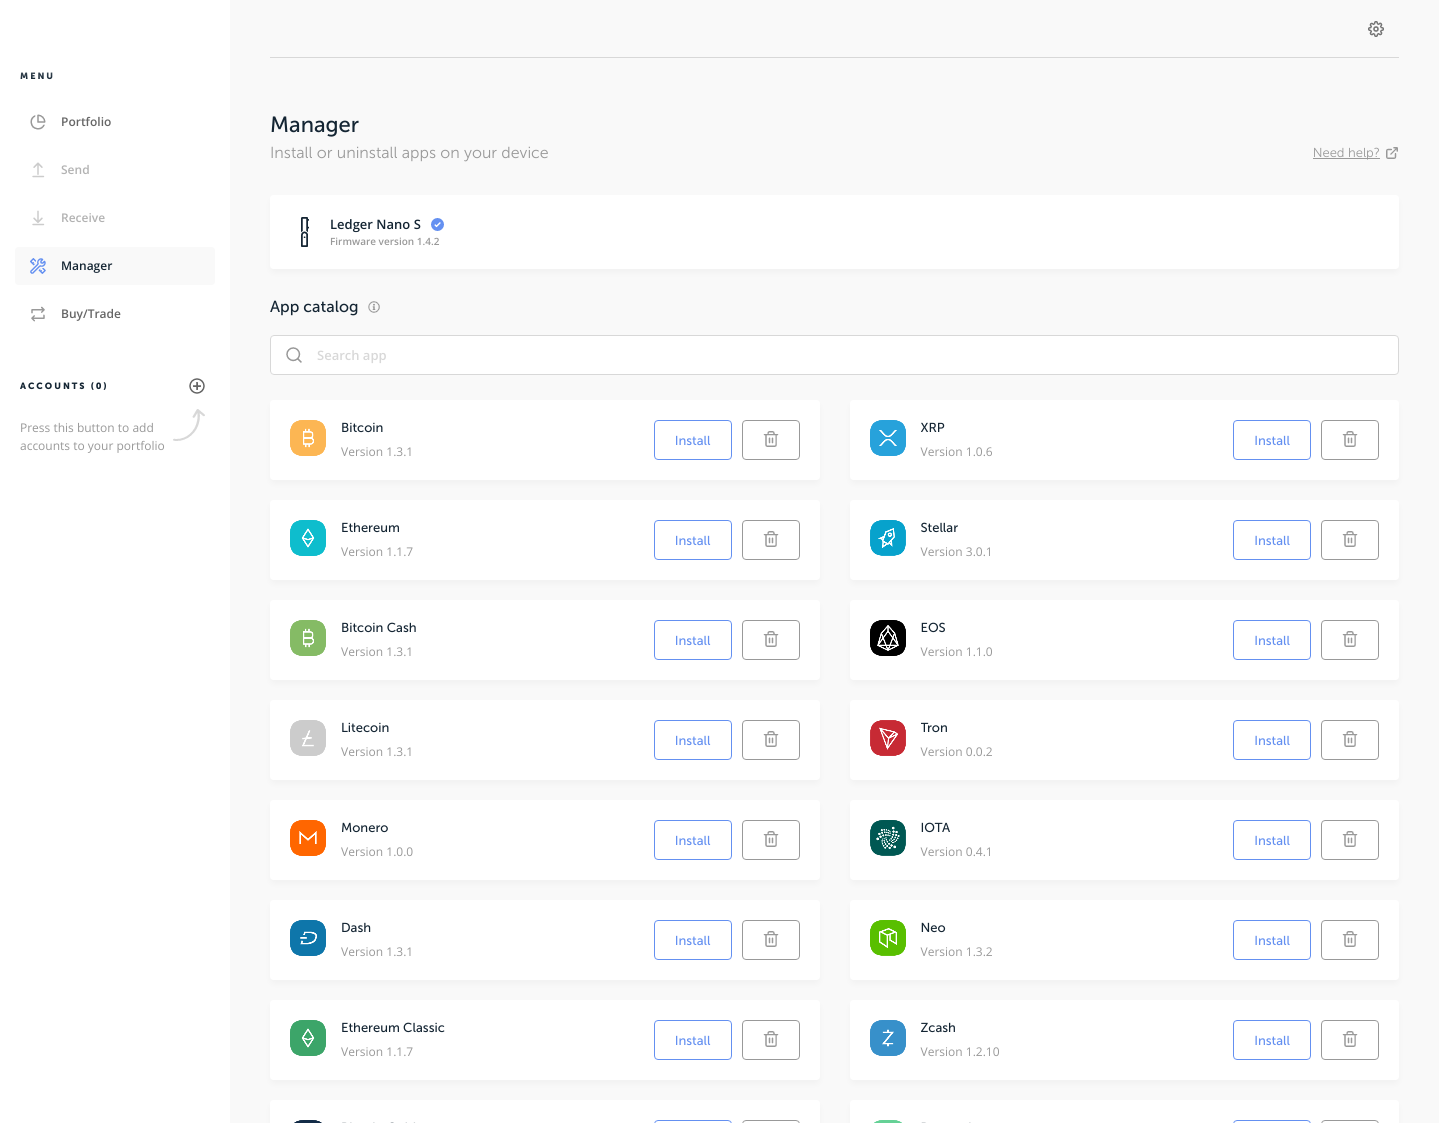 MENU
Portfolio
Send
Receive
Manager
Buy/Trade
ACCOUNTS (0)
Press this button to add
accounts to your portfolio
Manager
Install or uninstall apps on your device
Need help?
Ledger Nano S
Firmware version 1.4.2
App catalog
Search app
Bitcoin
Version 1.3.1
Install
XRP
Version 1.0.6
Install
Ethereum
Version 1.1.7
Install
Stellar
Version 3.0.1
Install
Bitcoin Cash
Version 1.3.1
Install
EOS
Version 1.1.0
Install
Litecoin
Version 1.3.1
Install
Tron
Version 0.0.2
Install
Monero
Version 1.0.0
Install
IOTA
Version 0.4.1
Install
Dash
Version 1.3.1
Install
Neo
Version 1.3.2
Install
Ethereum Classic
Version 1.1.7
Install
Zcash
Version 1.2.10
Install